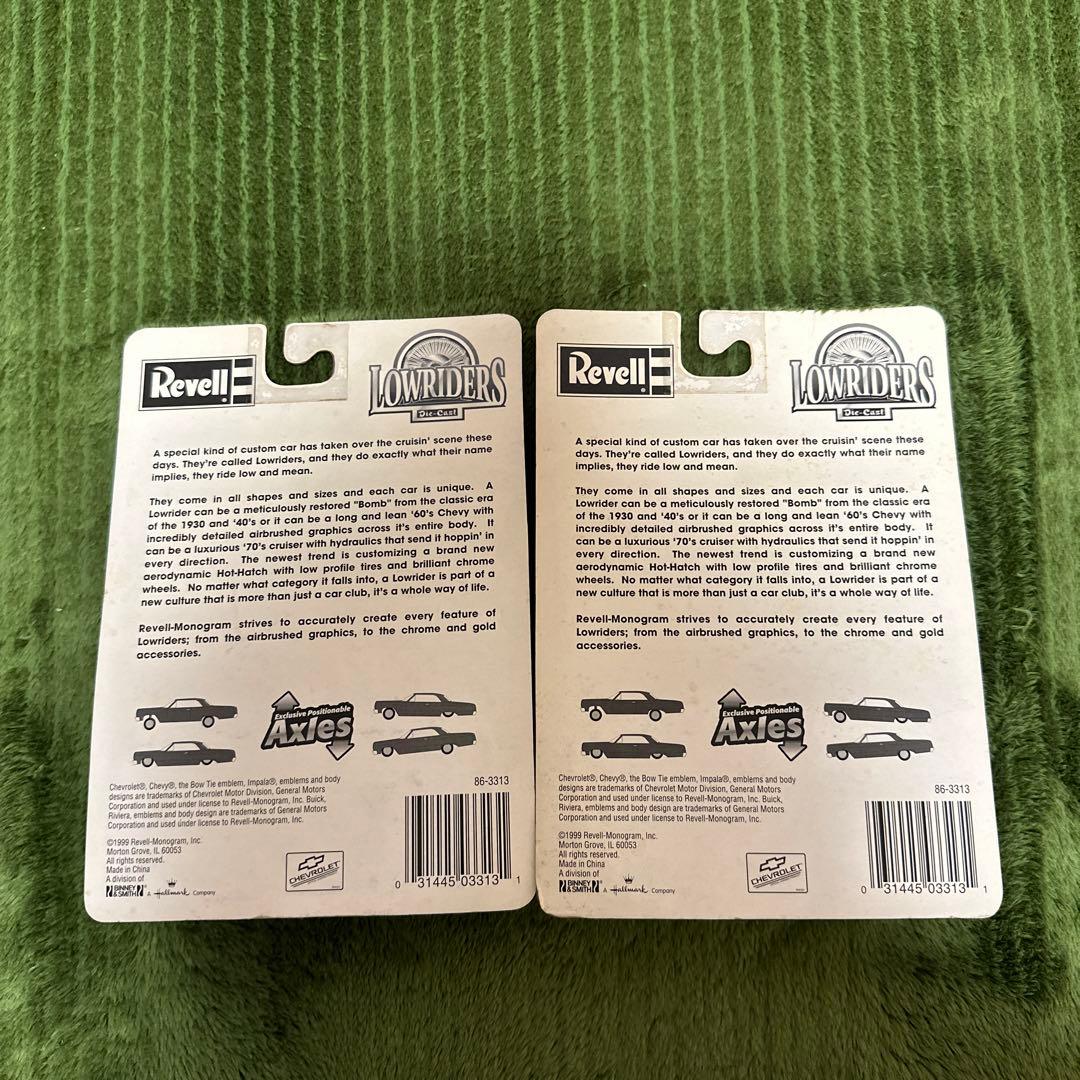 Revell
LOWRIDERS
Die-Cast
A special kind of custom car has taken over the cruisin' scene these
days. They're called Lowriders, and they do exactly what their name
implies, they ride low and mean.
They come in all shapes and sizes and each car is unique. A
Lowrider can be a meticulously restored "Bomb" from the classic era
of the 1930 and '40's or it can be a long and lean '60's Chevy with
incredibly detailed airbrushed graphics across it's entire body. It
can be a luxurious '70's cruiser with hydraulics that send it hoppin' in
every direction. The newest trend is customizing a brand new
aerodynamic Hot-Hatch with low profile tires and brilliant chrome
wheels. No matter what category it falls into, a Lowrider is part of a
new culture that is more than just a car club, it's a whole way of life.
Revell-Monogram strives to accurately create every feature of
Lowriders; from the airbrushed graphics, to the chrome and gold
accessories.
Exclusive Positionable
Axles
Chevrolet®, Chevy®, the Bow Tie emblem, Impala®, emblems and body
designs are trademarks of Chevrolet Motor Division, General Motors
Corporation and used under license to Revell-Monogram, Inc. Buick,
Riviera, emblems and body design are trademarks of General Motors
Corporation and used under license to Revell-Monogram, Inc.
86-3313
©1999 Revell-Monogram, Inc.
Morton Grove, IL 60053
All rights reserved.
Made in China
A division of
BINNEY
& SMITH
A Hallmark Company
CHEVROLET
0 31445 03313 1
Revell
LOWRIDERS
Die-Cast
A special kind of custom car has taken over the cruisin' scene these
days. They're called Lowriders, and they do exactly what their name
implies, they ride low and mean.
They come in all shapes and sizes and each car is unique. A
Lowrider can be a meticulously restored "Bomb" from the classic era
of the 1930 and '40's or it can be a long and lean '60's Chevy with
incredibly detailed airbrushed graphics across it's entire body. It
can be a luxurious '70's cruiser with hydraulics that send it hoppin' in
every direction. The newest trend is customizing a brand new
aerodynamic Hot-Hatch with low profile tires and brilliant chrome
wheels. No matter what category it falls into, a Lowrider is part of a
new culture that is more than just a car club, it's a whole way of life.
Revell-Monogram strives to accurately create every feature of
Lowriders; from the airbrushed graphics, to the chrome and gold
accessories.
Exclusive Positionable
Axles
Chevrolet®, Chevy®, the Bow Tie emblem, Impala®, emblems and body
designs are trademarks of Chevrolet Motor Division, General Motors
Corporation and used under license to Revell-Monogram, Inc. Buick,
Riviera, emblems and body design are trademarks of General Motors
Corporation and used under license to Revell-Monogram, Inc.
86-3313
©1999 Revell-Monogram, Inc.
Morton Grove, IL 60053
All rights reserved.
Made in China
A division of
BINNEY
& SMITH
A Hallmark Company
CHEVROLET
0 31445 03313 1